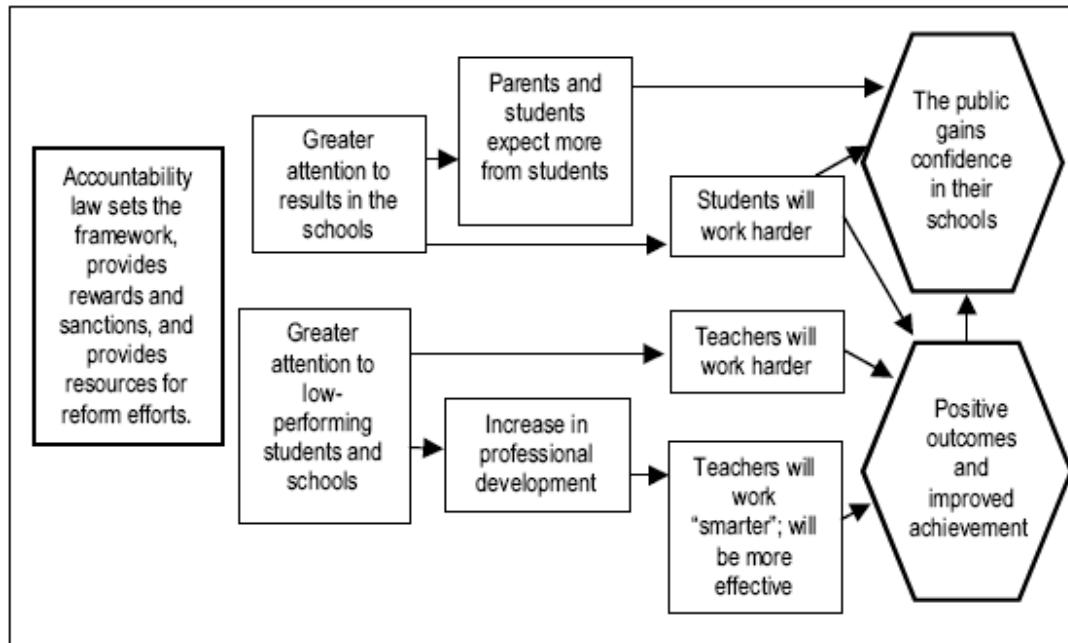 Accountability
law sets the
framework,
provides
rewards and
sanctions, and
provides
resources for
reform efforts.
Greater
attention to
results in the
schools
Parents and
students
expect more
from students
Students will
work harder
The public
gains
confidence
in their
schools
Greater
attention to
low-
performing
students and
schools
Teachers will
work harder
Increase in
professional
development
Teachers will
work
“smarter”; will
be more
effective
Positive
outcomes
and
improved
achievement